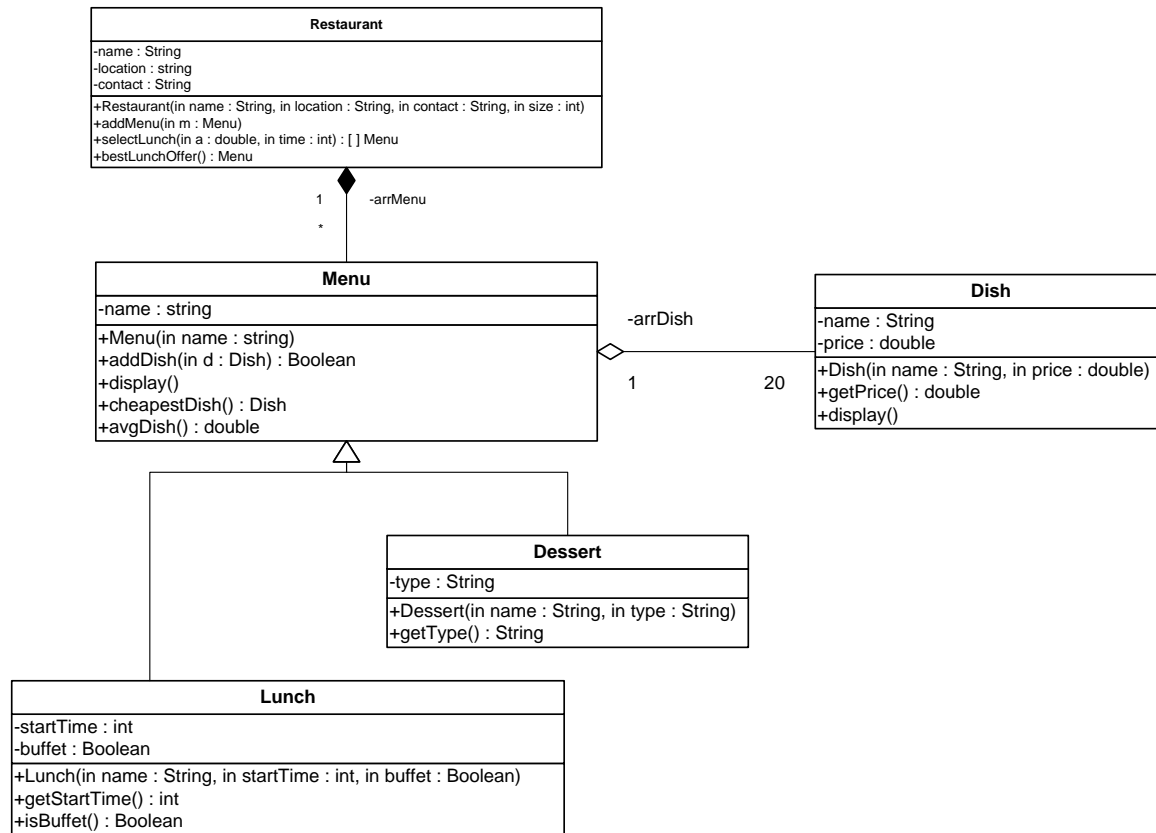 Restaurant
-name : String
-location : string
-contact : String
+Restaurant(in name : String, in location : String, in contact : String, in size : int)
+addMenu(in m : Menu)
+selectLunch(in a : double, in time : int) : [ ] Menu
+bestLunchOffer() : Menu
1
-arrMenu
*
Menu
-name : string
+Menu(in name : string)
+addDish(in d : Dish) : Boolean
+display()
+cheapestDish() : Dish
+avgDish() : double
-arrDish
1
20
Dish
-name : String
-price : double
+Dish(in name : String, in price : double)
+getPrice() : double
+display()
Dessert
-type : String
+Dessert(in name : String, in type : String)
+getType() : String
Lunch
-startTime : int
-buffet : Boolean
+Lunch(in name : String, in startTime : int, in buffet : Boolean)
+getStartTime() : int
+isBuffet() : Boolean